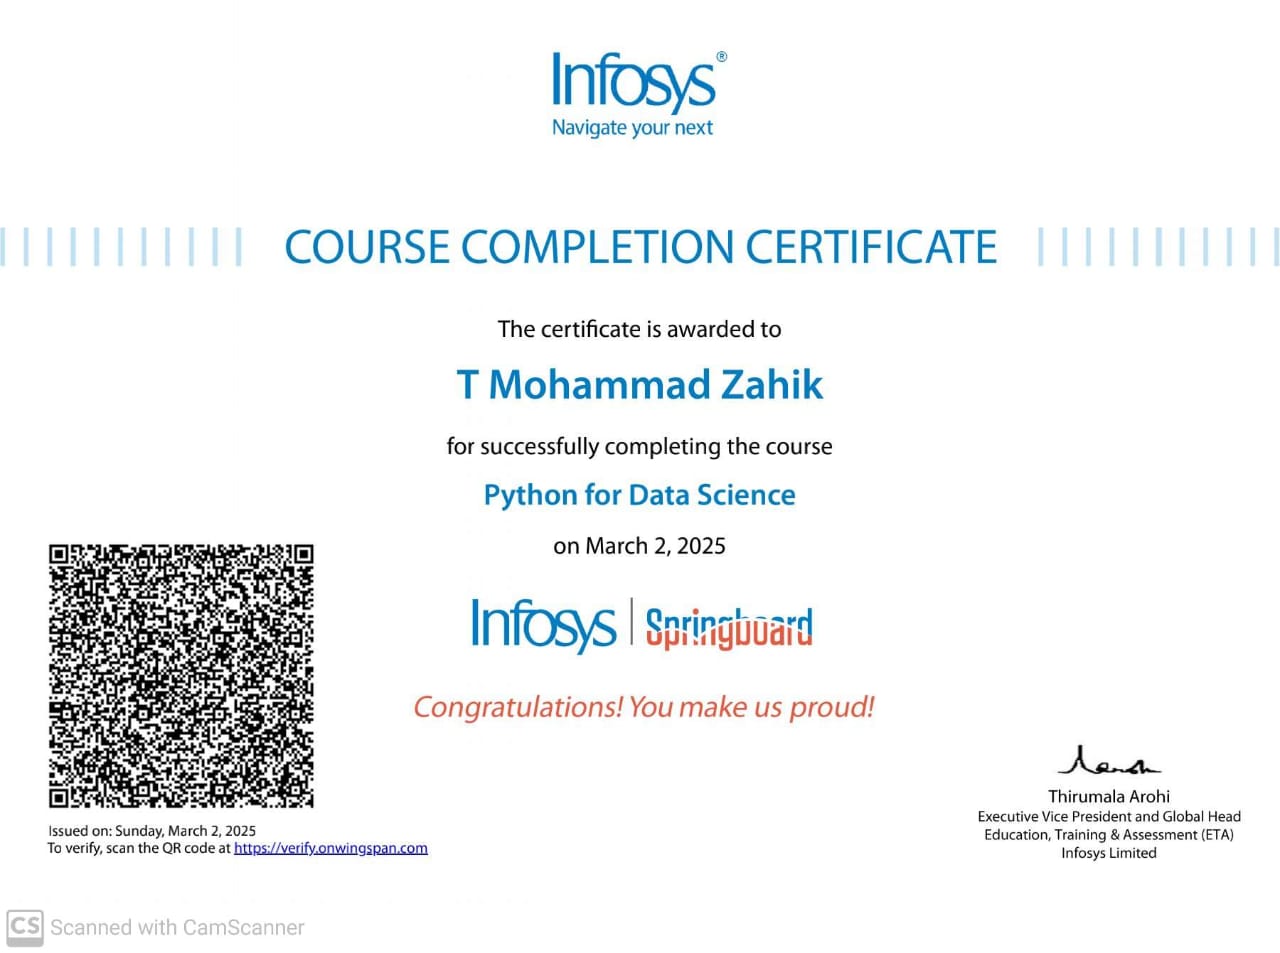 Infosys®
Navigate your next
COURSE COMPLETION CERTIFICATE
The certificate is awarded to
T Mohammad Zahik
for successfully completing the course
Python for Data Science
on March 2, 2025
Infosys | Springboard
Congratulations! You make us proud!
Issued on: Sunday, March 2, 2025
To verify, scan the QR code at https://verify.onwingspan.com
Thirumala Arohi
Executive Vice President and Global Head
Education, Training & Assessment (ETA)
Infosys Limited
CS Scanned with CamScanner